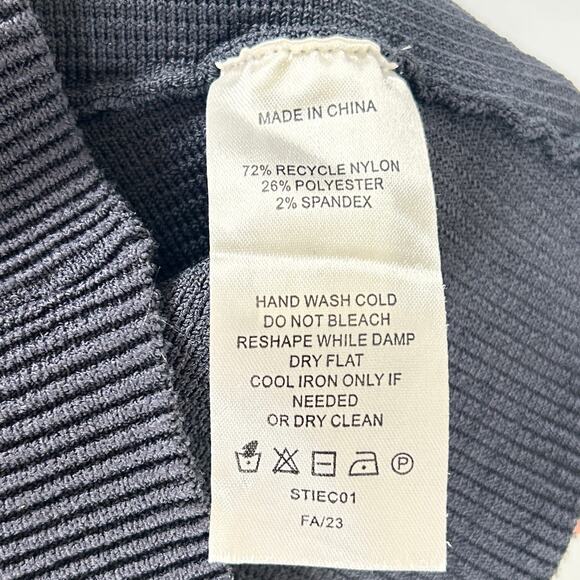 MADE IN CHINA
72% RECYCLE NYLON
26% POLYESTER
2% SPANDEX
HAND WASH COLD
DO NOT BLEACH
RESHAPE WHILE DAMP
DRY FLAT
COOL IRON ONLY IF
NEEDED
OR DRY CLEAN
P
STIEC01
FA/23